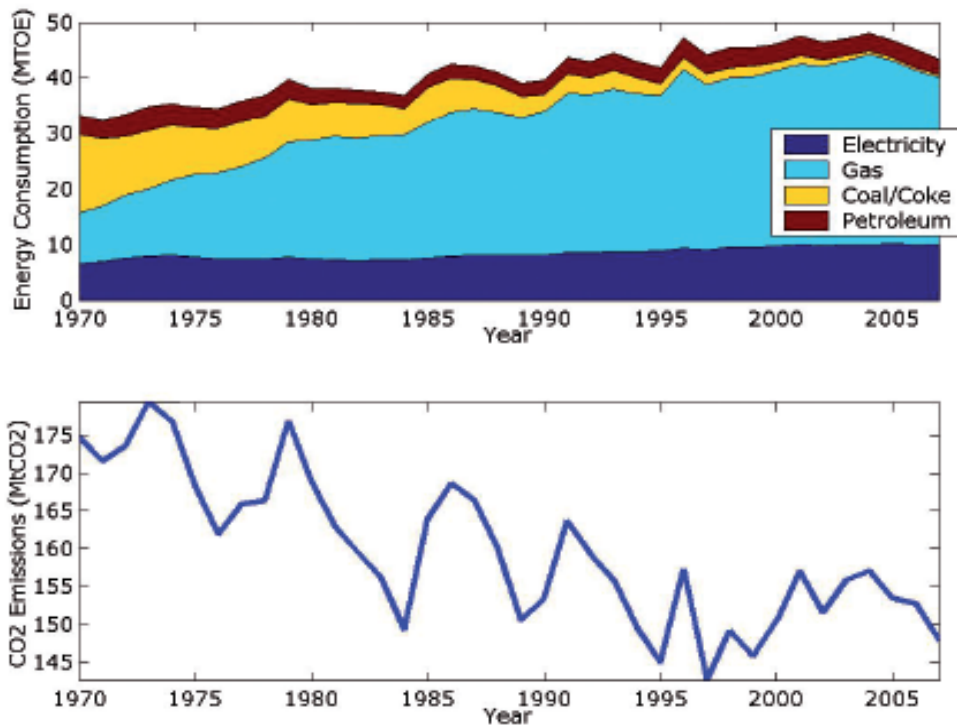 Energy Consumption (MTOE)
50
40
30
20
10
0
Electricity
Gas
Coal/Coke
Petroleum
1970 1975 1980 1985 1990 1995 2000 2005
Year
CO2 Emissions (MtCO2)
175
170
165
160
155
150
145
1970 1975 1980 1985 1990 1995 2000 2005
Year